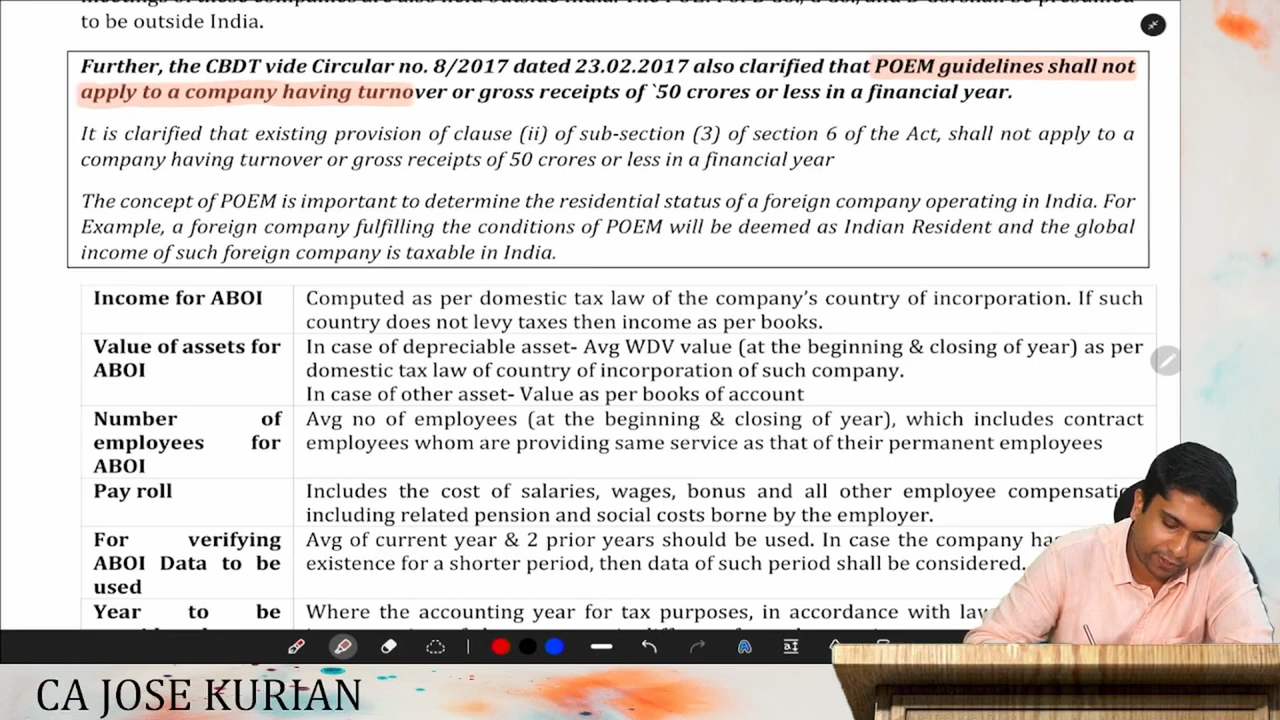 to be outside India.
Further, the CBDT vide Circular no. 8/2017 dated 23.02.2017 also clarified that POEM guidelines shall not
apply to a company having turnover or gross receipts of `50 crores or less in a financial year.
It is clarified that existing provision of clause (ii) of sub-section (3) of section 6 of the Act, shall not apply to a
company having turnover or gross receipts of 50 crores or less in a financial year
The concept of POEM is important to determine the residential status of a foreign company operating in India. For
Example, a foreign company fulfilling the conditions of POEM will be deemed as Indian Resident and the global
income of such foreign company is taxable in India.
Income for ABOI
Computed as per domestic tax law of the company's country of incorporation. If such
country does not levy taxes then income as per books.
Value of assets for
ABOI
In case of depreciable asset- Avg WDV value (at the beginning & closing of year) as per
domestic tax law of country of incorporation of such company.
In case of other asset- Value as per books of account
Number of
employees for
ABOI
Avg no of employees (at the beginning & closing of year), which includes contract
employees whom are providing same service as that of their permanent employees
Pay roll
Includes the cost of salaries, wages, bonus and all other employee
including related pension and social costs borne by the employer.
For verifying
ABOI Data to be
used
Avg of current year & 2 prior years should be used. In case the company
existence for a shorter period, then data of such period shall be considered.
Year to be
Where the accounting year for tax purposes, in accordance with
CA JOSE KURIAN